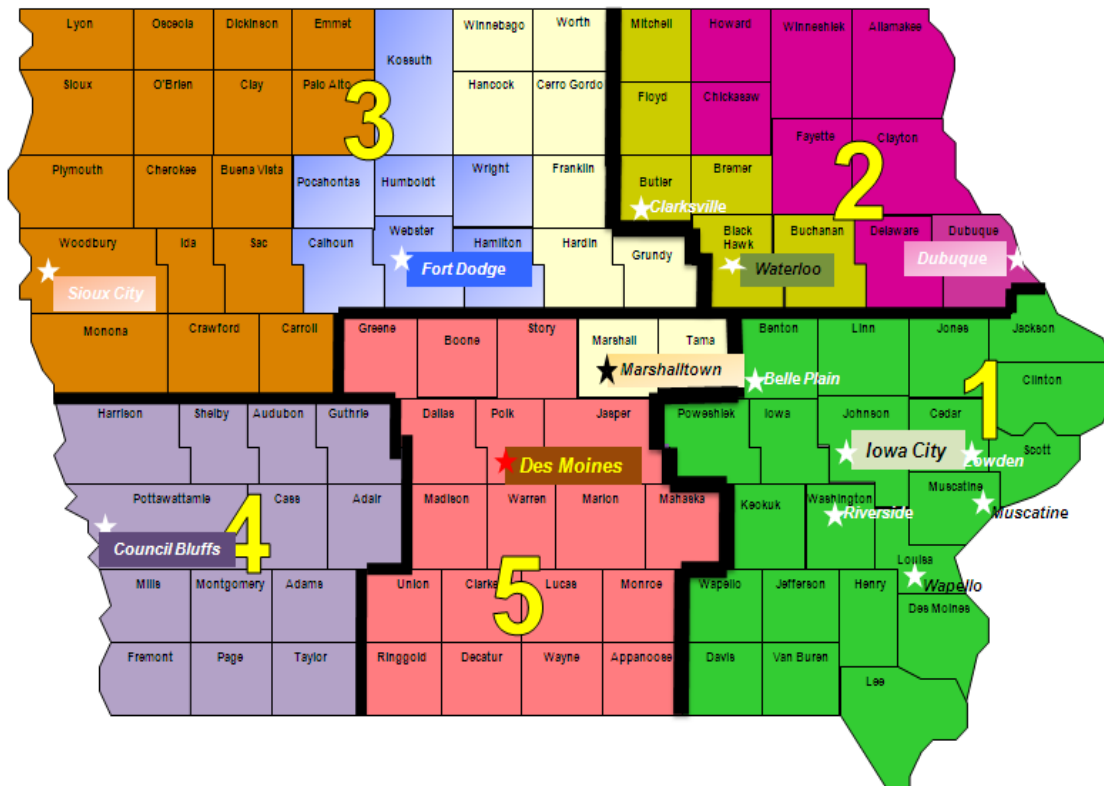 Lyon Osceola Dickinson Emmet Winnebago Worth Mitchell Howard Winneshiek Allamakee
Kossuth
Sioux O'Brien Clay Palo Alto Hancock Cerro Gordo Floyd Chickasaw
3
Fayette Clayton
2
Plymouth Cherokee Buena Vista Pocahontas Humboldt Wright Franklin Butler Bremer
Clarksville
Woodbury Ida Sac Calhoun Webster Hamilton Hardin Grundy Black Hawk Buchanan Delaware Dubuque
Sioux City Fort Dodge Waterloo Dubuque
Monona Crawford Carroll Greene Boone Story Marshall Tama Benton Linn Jones Jackson
Marshalltown Belle Plain Clinton
1
Harrison Shelby Audubon Guthrie Dallas Polk Jasper Poweshiek Iowa Johnson Cedar Scott
Des Moines Iowa City Lowden
Pottawattamie Cass Adair Madison Warren Marion Mahaska Keokuk Washington Muscatine
Riverside Muscatine
4
Council Bluffs
Louisa
Wapello
Mills Montgomery Adams Union Clarke Lucas Monroe Wapello Jefferson Henry Des Moines
5
Fremont Page Taylor Ringgold Decatur Wayne Appanoose Davis Van Buren Lee